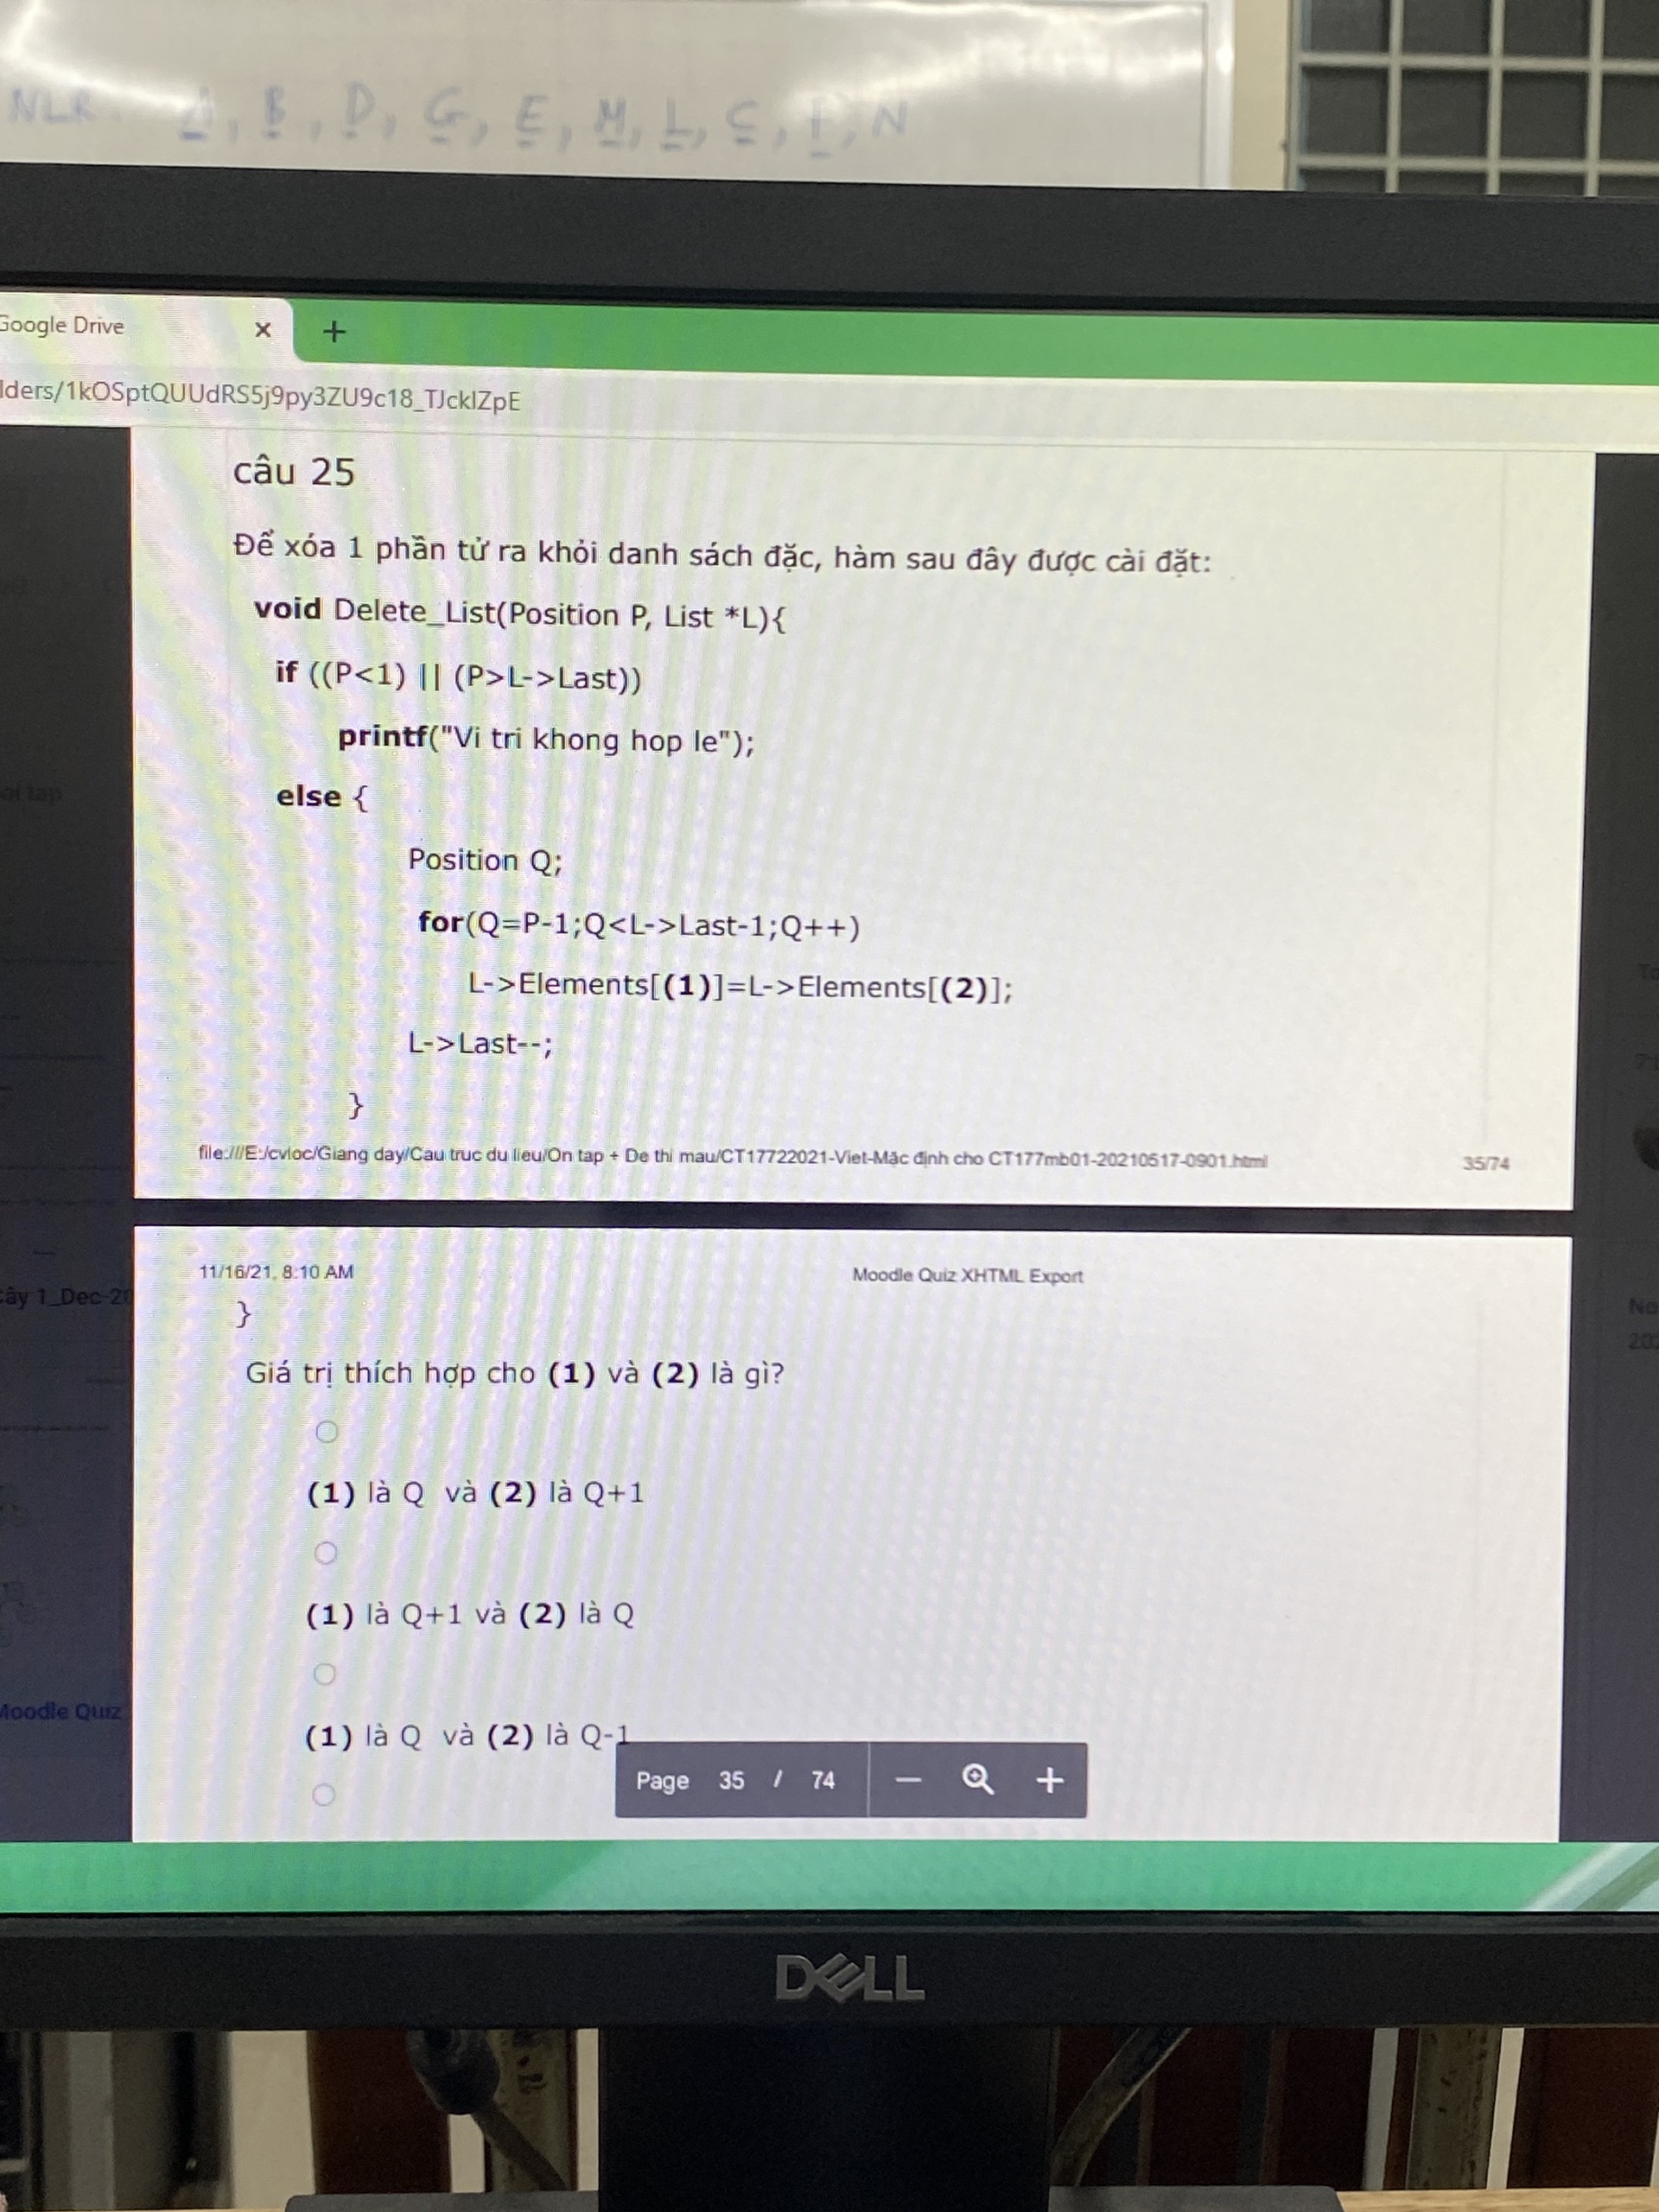 NLR A, B, D, G, E, M, L, C, F, N
Google Drive × +
lders/1kOSptQUUdRS5j9py3ZU9c18_TJcklZpE
câu 25
Để xóa 1 phần tử ra khỏi danh sách đặc, hàm sau đây được cài đặt:
void Delete_List(Position P, List *L){
if ((P<1) || (P>L->Last))
printf("Vi tri khong hop le");
else {
Position Q;
for(Q=P-1;Q<L->Last-1;Q++)
L->Elements[(1)]=L->Elements[(2)];
L->Last--;
}
file:///E:/cvloc/Giang day/Cau truc du lieu/On tap + De thi mau/CT17722021-Viet-Mặc định cho CT177mb01-20210517-0901.html 35/74
11/16/21, 8:10 AM Moodle Quiz XHTML Export
}
Giá trị thích hợp cho (1) và (2) là gì?
(1) là Q và (2) là Q+1
(1) là Q+1 và (2) là Q
(1) là Q và (2) là Q-1
Page 35 / 74
Moodle Quiz
DELL